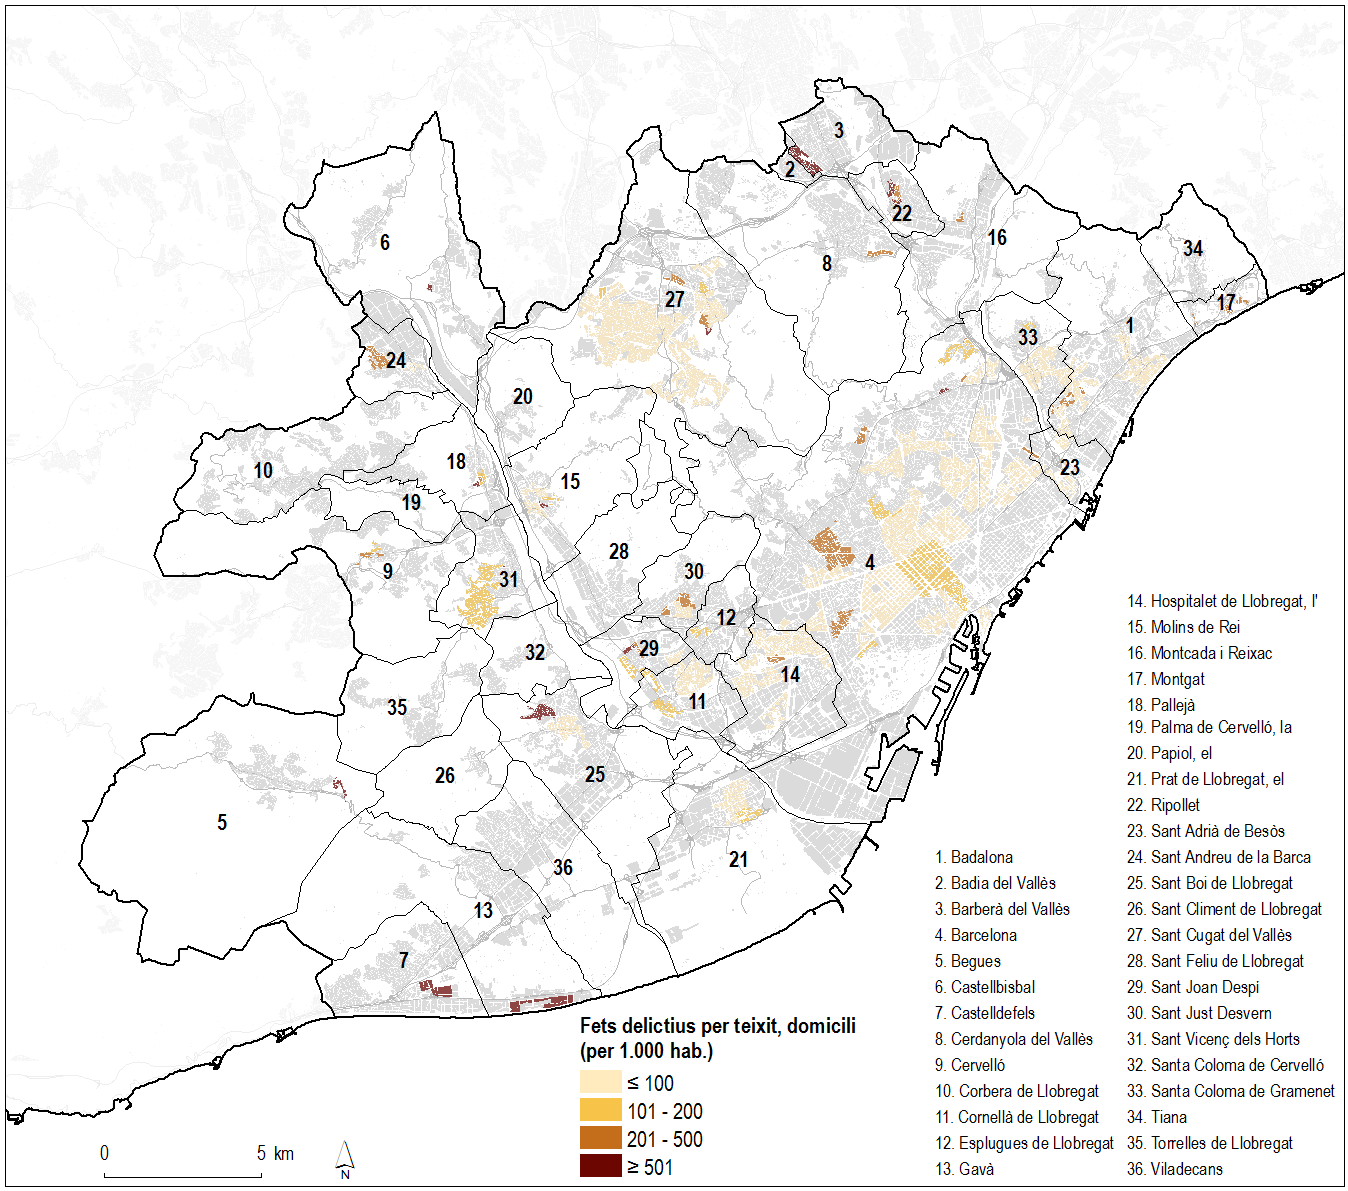 3
2
22
16
34
17
6
8
27
1
33
24
20
10
18
15
23
19
4
28
9
31
30
12
32
29
14
11
35
25
26
5
21
36
13
7
Fets delictius per teixit, domicili
(per 1.000 hab.)
≤ 100
101 - 200
201 - 500
≥ 501
0 5 km
N
1. Badalona
2. Badia del Vallès
3. Barberà del Vallès
4. Barcelona
5. Begues
6. Castellbisbal
7. Castelldefels
8. Cerdanyola del Vallès
9. Cervelló
10. Corbera de Llobregat
11. Cornellà de Llobregat
12. Esplugues de Llobregat
13. Gavà
14. Hospitalet de Llobregat, l'
15. Molins de Rei
16. Montcada i Reixac
17. Montgat
18. Pallejà
19. Palma de Cervelló, la
20. Papiol, el
21. Prat de Llobregat, el
22. Ripollet
23. Sant Adrià de Besòs
24. Sant Andreu de la Barca
25. Sant Boi de Llobregat
26. Sant Climent de Llobregat
27. Sant Cugat del Vallès
28. Sant Feliu de Llobregat
29. Sant Joan Despi
30. Sant Just Desvern
31. Sant Vicenç dels Horts
32. Santa Coloma de Cervelló
33. Santa Coloma de Gramenet
34. Tiana
35. Torrelles de Llobregat
36. Viladecans